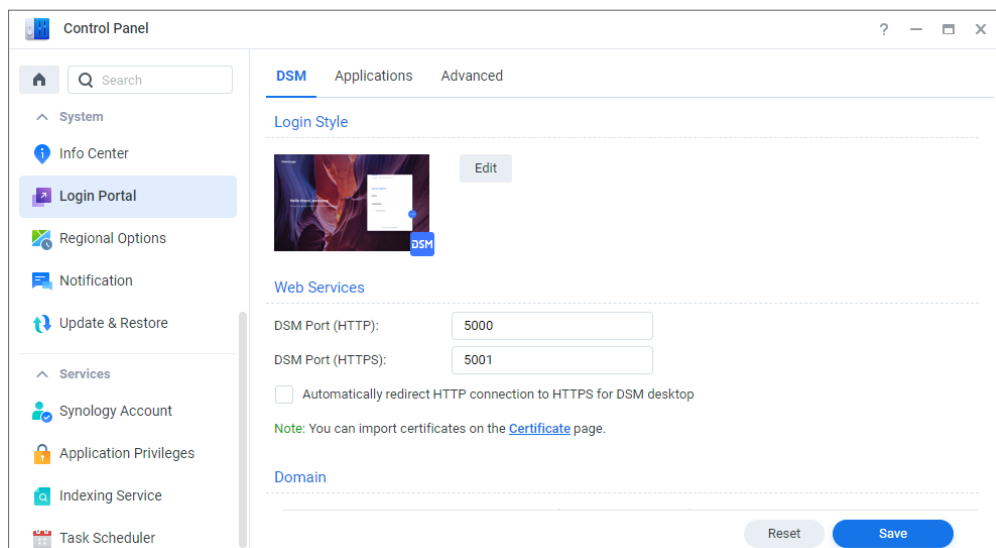 Control Panel
?
Search
DSM Applications Advanced
System
Info Center
Login Portal
Regional Options
Notification
Update & Restore
Services
Synology Account
Application Privileges
Indexing Service
Task Scheduler
Login Style
Edit
DSM
Web Services
DSM Port (HTTP): 5000
DSM Port (HTTPS): 5001
Automatically redirect HTTP connection to HTTPS for DSM desktop
Note: You can import certificates on the Certificate page.
Domain
Reset Save